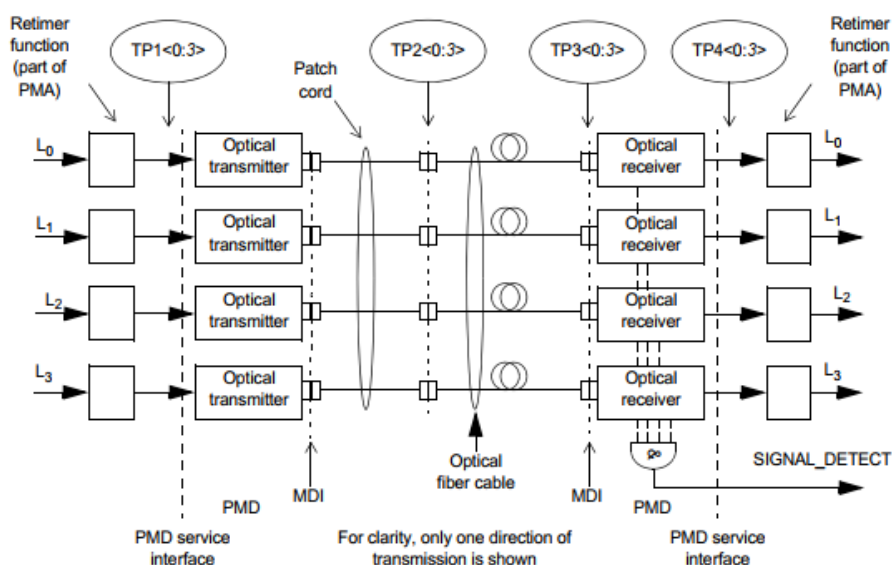 Retimer
function
(part of
PMA)
TP1<0:3>
TP2<0:3>
TP3<0:3>
TP4<0:3>
Retimer
function
(part of
PMA)
Patch
cord
L0
Optical
transmitter
Optical
receiver
L0
L1
Optical
transmitter
Optical
receiver
L1
L2
Optical
transmitter
Optical
receiver
L2
L3
Optical
transmitter
Optical
receiver
L3
&
SIGNAL_DETECT
PMD
MDI
Optical
fiber cable
MDI
PMD
PMD service
interface
For clarity, only one direction of
transmission is shown
PMD service
interface